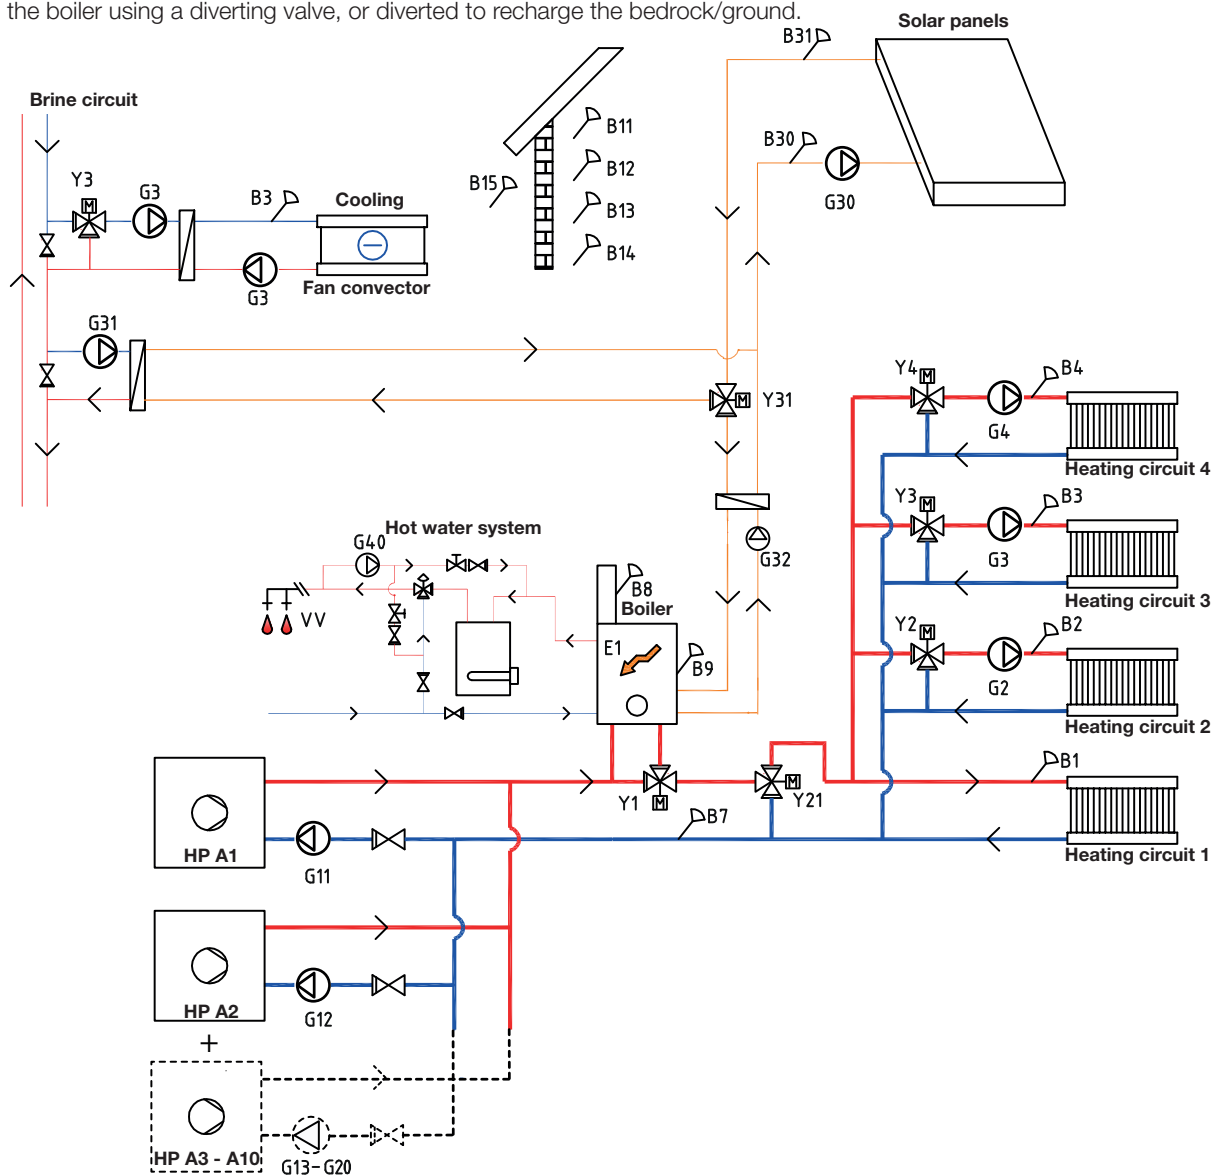 the boiler using a diverting valve, or diverted to recharge the bedrock/ground.
Solar panels
B31
Brine circuit
B11
B30
B12
Y3
G3
B3
Cooling
B15
G30
B13
B14
Fan convector
G3
G31
Y4
B4
Y31
G4
Heating circuit 4
Y3
B3
Hot water system
G40
G32
G3
B8
Boiler
Heating circuit 3
VV
E1
Y2
B2
B9
G2
Heating circuit 2
B1
Y1
Y21
B7
HP A1
G11
Heating circuit 1
HP A2
G12
+
HP A3 - A10
G13-G20
M
M
M
M
M
M
M